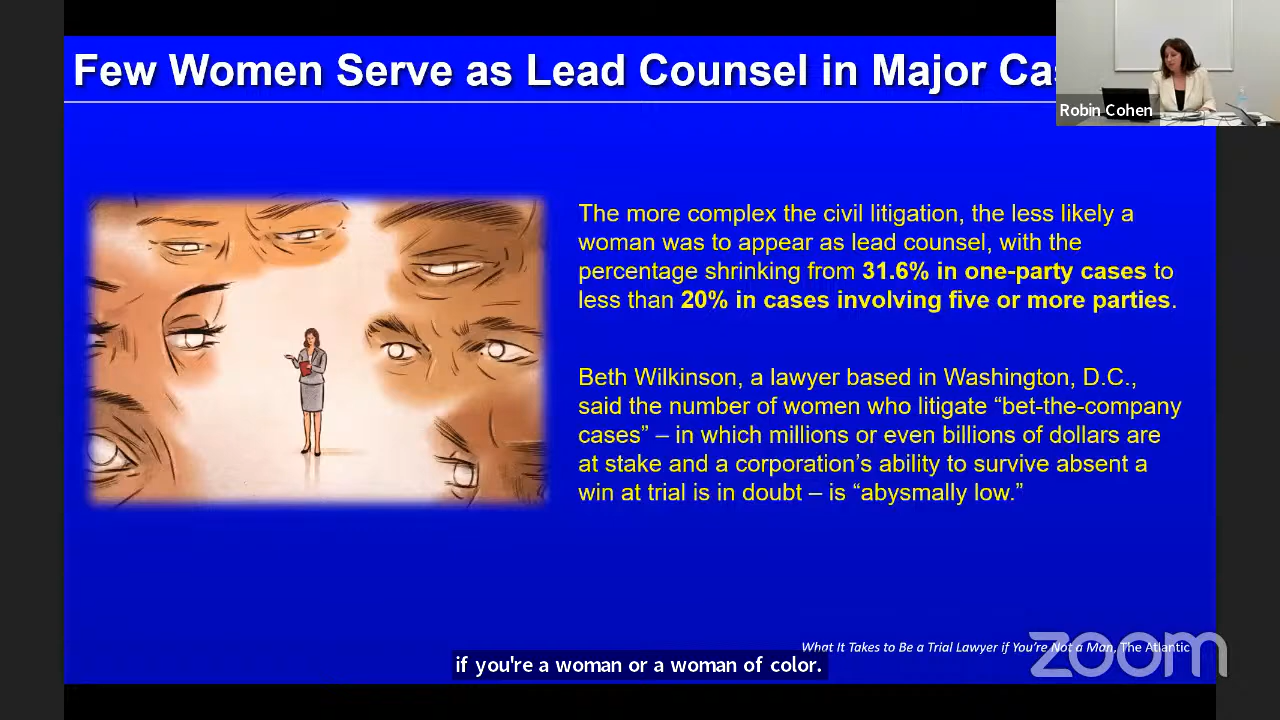 Few Women Serve as Lead Counsel in Major Cas
Robin Cohen
The more complex the civil litigation, the less likely a
woman was to appear as lead counsel, with the
percentage shrinking from 31.6% in one-party cases to
less than 20% in cases involving five or more parties.
Beth Wilkinson, a lawyer based in Washington, D.C.,
said the number of women who litigate “bet-the-company
cases” – in which millions or even billions of dollars are
at stake and a corporation’s ability to survive absent a
win at trial is in doubt – is “abysmally low.”
What It Takes to Be a Trial Lawyer if You’re Not a Man, The Atlantic
zoom
if you're a woman or a woman of color.